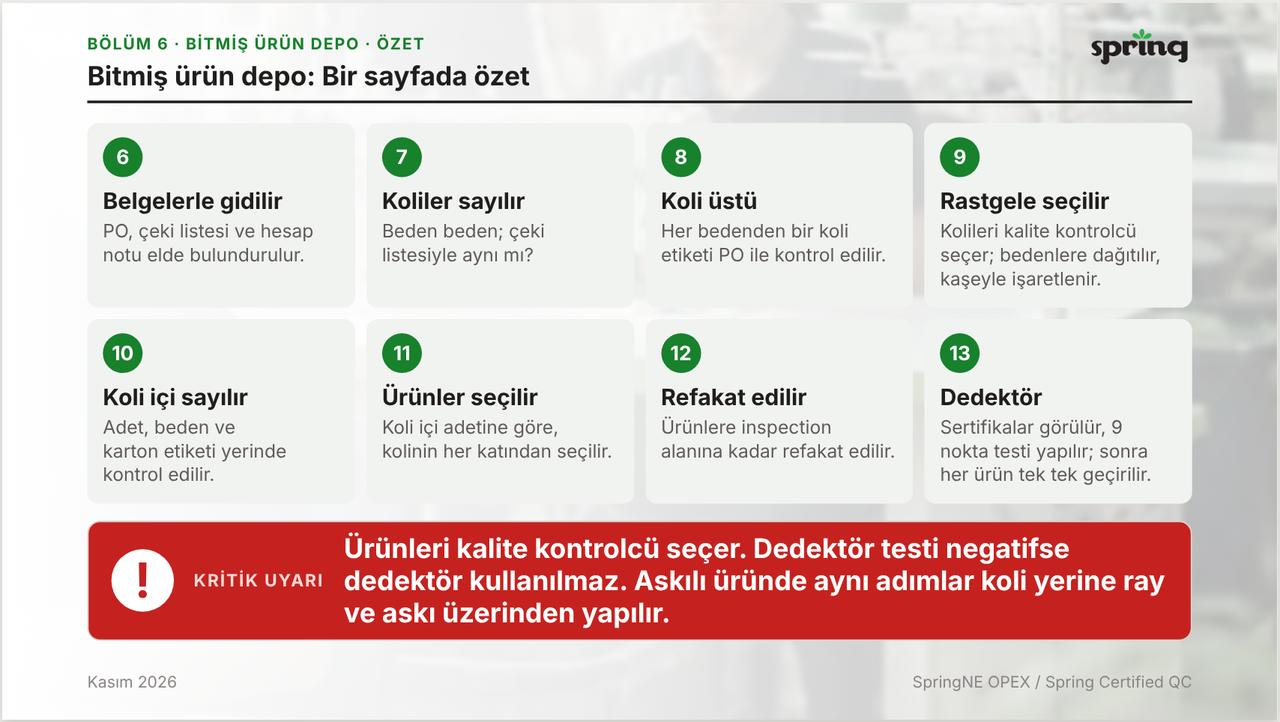 BÖLÜM 6 · BİTMİŞ ÜRÜN DEPO · ÖZET
spring
Bitmiş ürün depo: Bir sayfada özet
6
Belgelerle gidilir
PO, çeki listesi ve hesap
notu elde bulundurulur.
7
Koliler sayılır
Beden beden; çeki
listesiyle aynı mı?
8
Koli üstü
Her bedenden bir koli
etiketi PO ile kontrol edilir.
9
Rastgele seçilir
Kolileri kalite kontrolcü
seçer; bedenlere dağıtılır,
kaşeyle işaretlenir.
10
Koli içi sayılır
Adet, beden ve
karton etiketi yerinde
kontrol edilir.
11
Ürünler seçilir
Koli içi adetine göre,
kolinin her katından seçilir.
12
Refakat edilir
Ürünlere inspection
alanına kadar refakat edilir.
13
Dedektör
Sertifikalar görülür, 9
nokta testi yapılır; sonra
her ürün tek tek geçirilir.
!
KRİTİK UYARI
Ürünleri kalite kontrolcü seçer. Dedektör testi negatifse
dedektör kullanılmaz. Askılı üründe aynı adımlar koli yerine ray
ve askı üzerinden yapılır.
Kasım 2026
SpringNE OPEX / Spring Certified QC